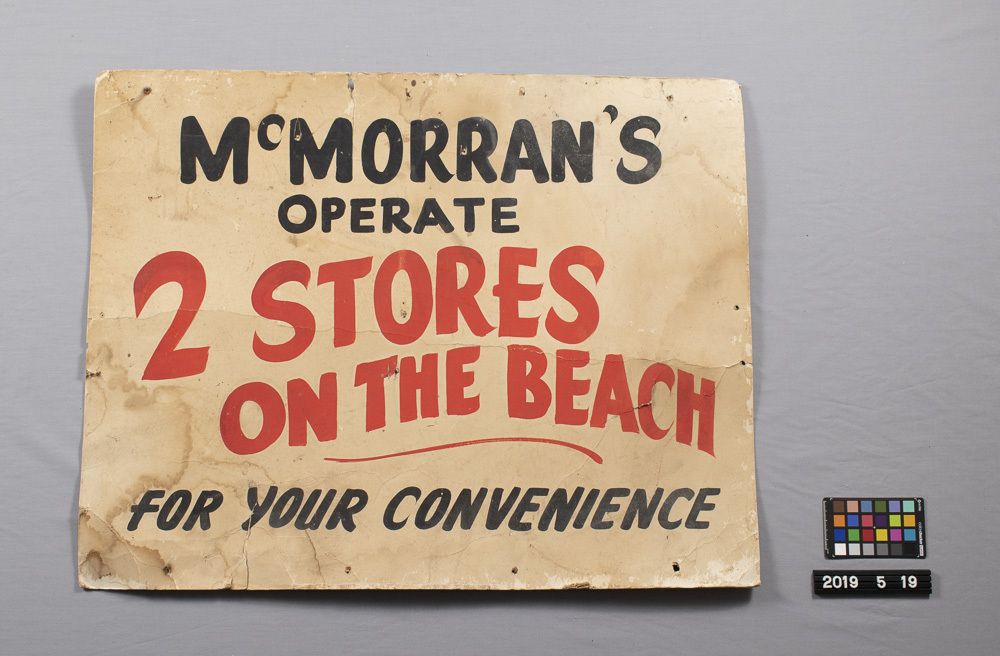 McMORRAN'S
OPERATE
2 STORES
ON THE BEACH
FOR YOUR CONVENIENCE
2019 5 19